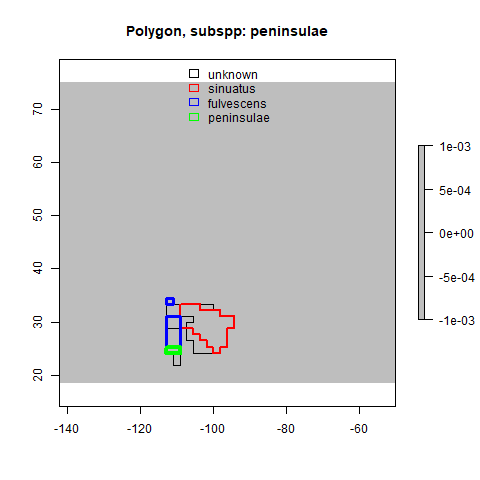 Polygon, subspp: peninsulae
unknown
sinuatus
fulvescens
peninsulae
70
60
50
40
30
20
-140
-120
-100
-80
-60
1e-03
5e-04
0e+00
-5e-04
-1e-03